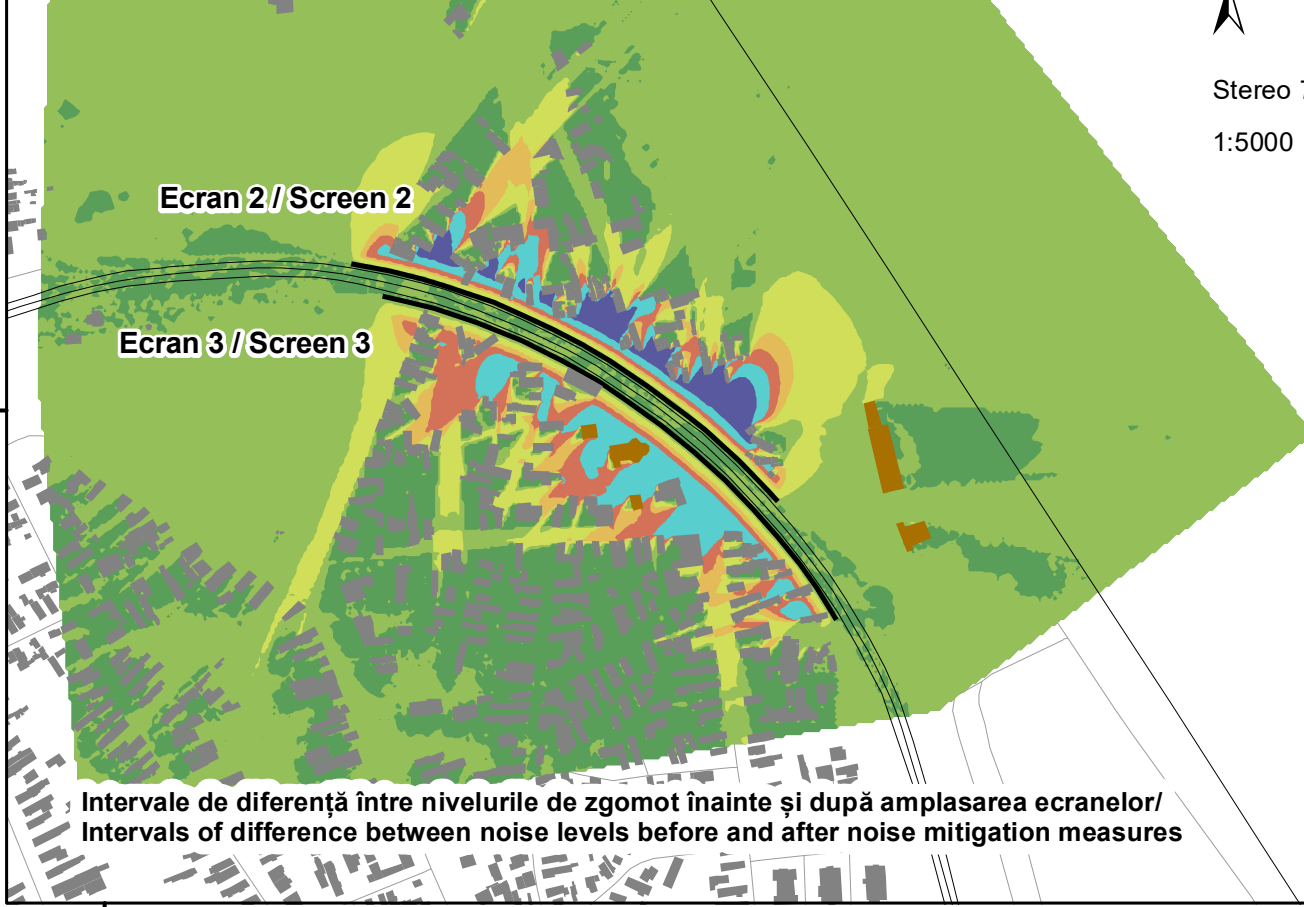 Stereo 7
1:5000
Ecran 2 / Screen 2
Ecran 3 / Screen 3
Intervale de diferență între nivelurile de zgomot înainte și după amplasarea ecranelor/
Intervals of difference between noise levels before and after noise mitigation measures